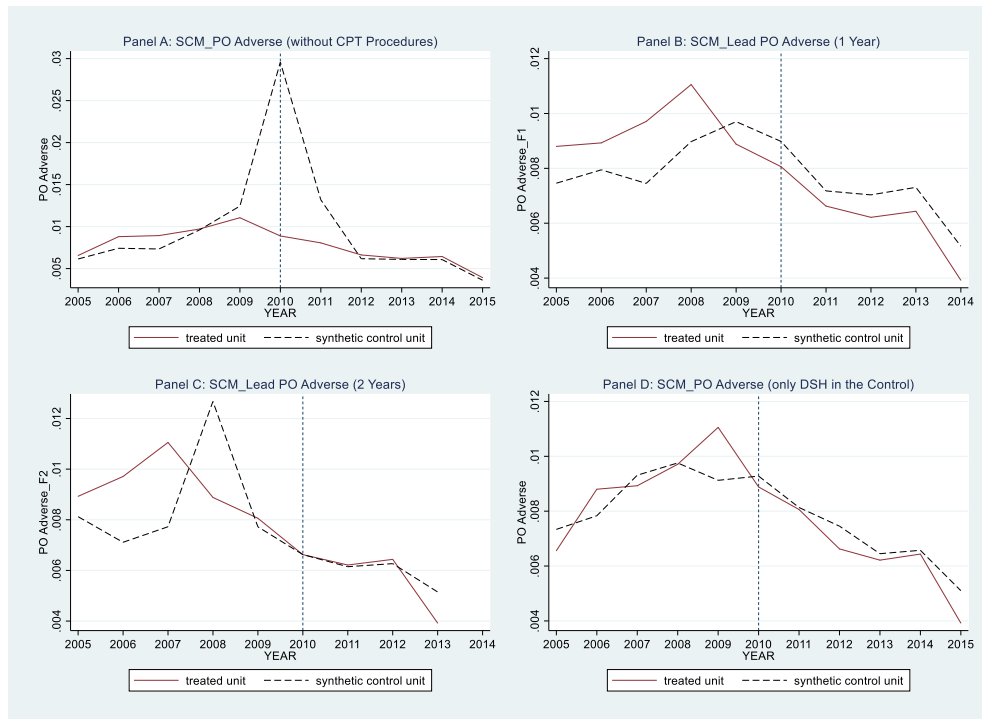 Panel A: SCM_PO Adverse (without CPT Procedures)
PO Adverse
.03
.025
.02
.015
.01
.005
2005 2006 2007 2008 2009 2010 2011 2012 2013 2014 2015
YEAR
treated unit synthetic control unit
Panel B: SCM_Lead PO Adverse (1 Year)
PO Adverse_F1
.012
.01
.008
.006
.004
2005 2006 2007 2008 2009 2010 2011 2012 2013 2014
YEAR
treated unit synthetic control unit
Panel C: SCM_Lead PO Adverse (2 Years)
PO Adverse_F2
.012
.01
.008
.006
.004
2005 2006 2007 2008 2009 2010 2011 2012 2013 2014
YEAR
treated unit synthetic control unit
Panel D: SCM_PO Adverse (only DSH in the Control)
PO Adverse
.012
.01
.008
.006
.004
2005 2006 2007 2008 2009 2010 2011 2012 2013 2014 2015
YEAR
treated unit synthetic control unit